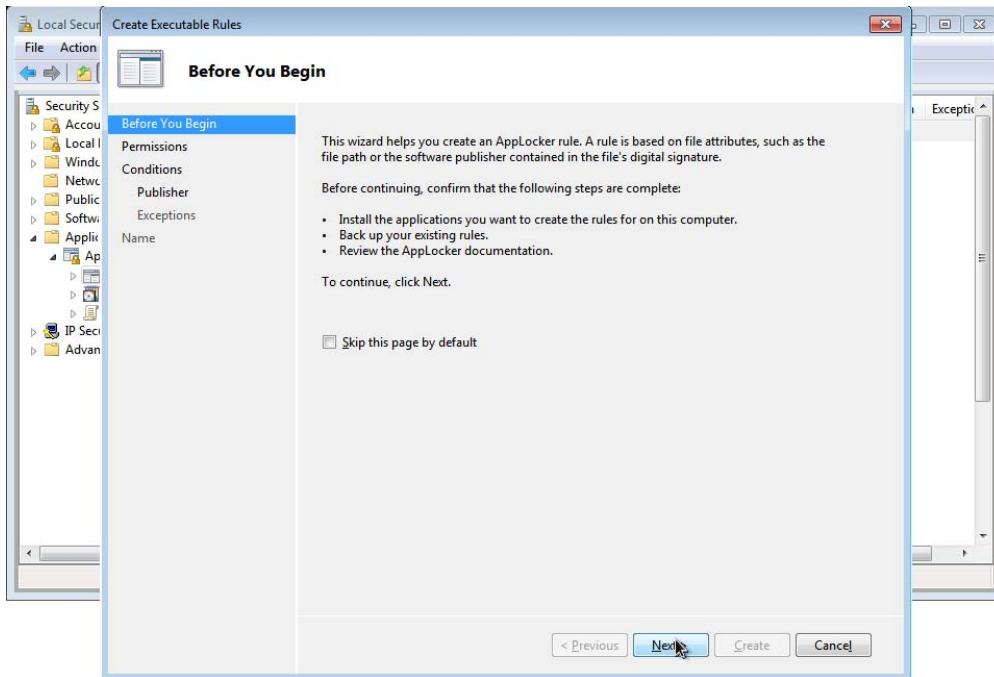 Local Secur
Create Executable Rules
File Action
Before You Begin
Security S
Accou
Local
Windo
Netwo
Public
Softwa
Applic
Ap
IP Secu
Advan
Before You Begin
Permissions
Conditions
Publisher
Exceptions
Name
This wizard helps you create an AppLocker rule. A rule is based on file attributes, such as the
file path or the software publisher contained in the file's digital signature.
Before continuing, confirm that the following steps are complete:
• Install the applications you want to create the rules for on this computer.
• Back up your existing rules.
• Review the AppLocker documentation.
To continue, click Next.
Skip this page by default
Exceptic
< Previous
Next
Create
Cancel